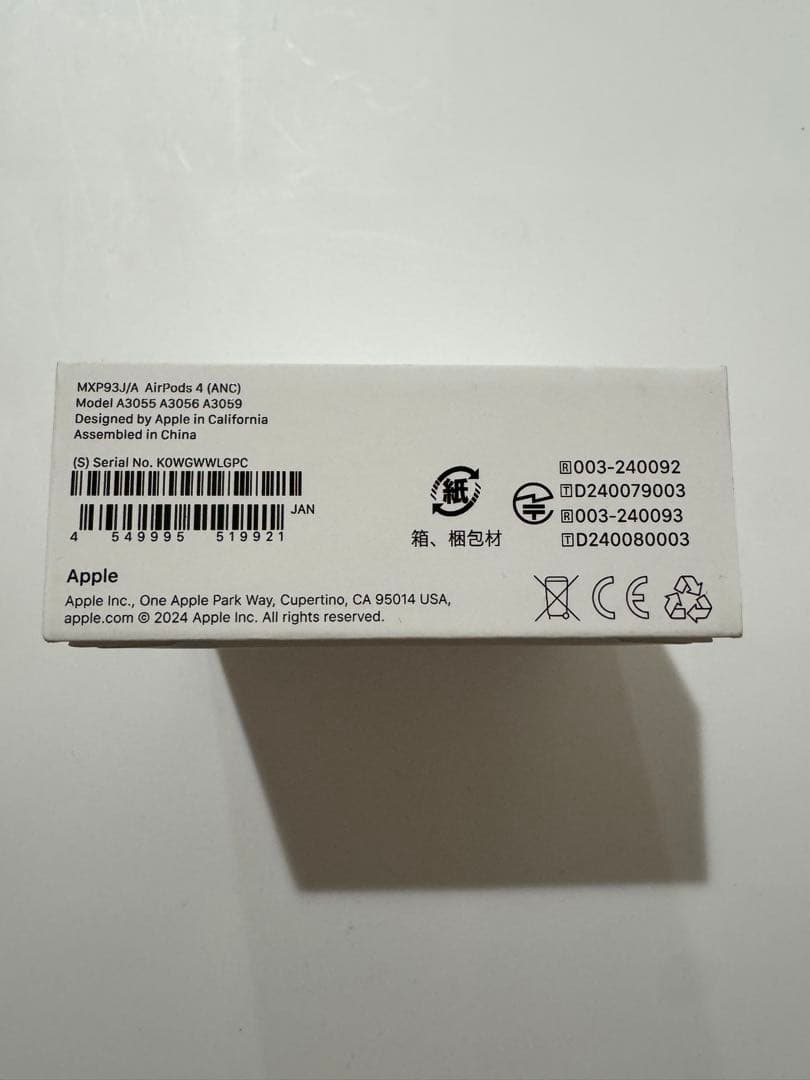 MXP93J/A AirPods 4 (ANC)
Model A3055 A3056 A3059
Designed by Apple in California
Assembled in China
(S) Serial No. K0WGWWLGPC
JAN
4 549995 519921
紙
箱、梱包材
🅁003-240092
🅃D240079003
🅁003-240093
🅃D240080003
Apple
Apple Inc., One Apple Park Way, Cupertino, CA 95014 USA,
apple.com © 2024 Apple Inc. All rights reserved.
CE